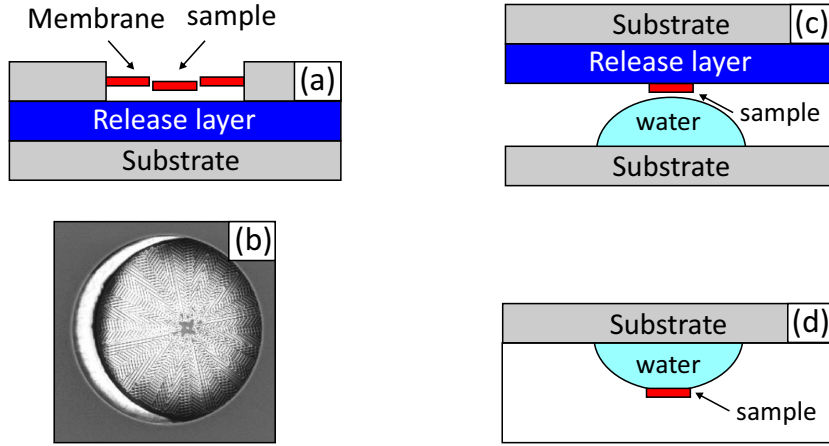 Membrane
sample
(a)
Release layer
Substrate
(b)
Substrate
(c)
Release layer
sample
water
Substrate
Substrate
(d)
water
sample